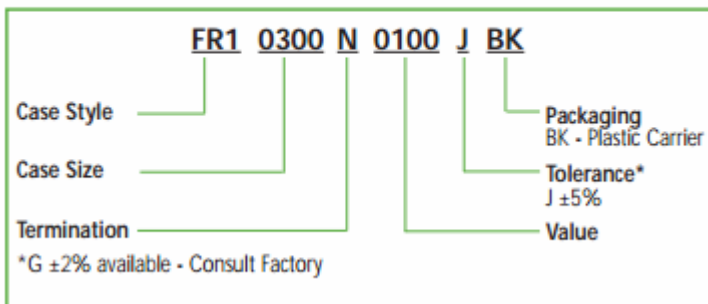 FR1 0300 N 0100 J BK
Case Style
Packaging
BK - Plastic Carrier
Case Size
Tolerance*
J ±5%
Termination
Value
*G ±2% available - Consult Factory